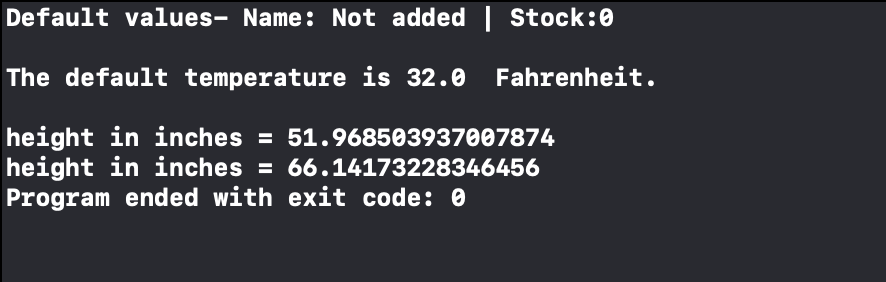 Default values- Name: Not added | Stock:0
The default temperature is 32.0  Fahrenheit.
height in inches = 51.968503937007874
height in inches = 66.14173228346456
Program ended with exit code: 0